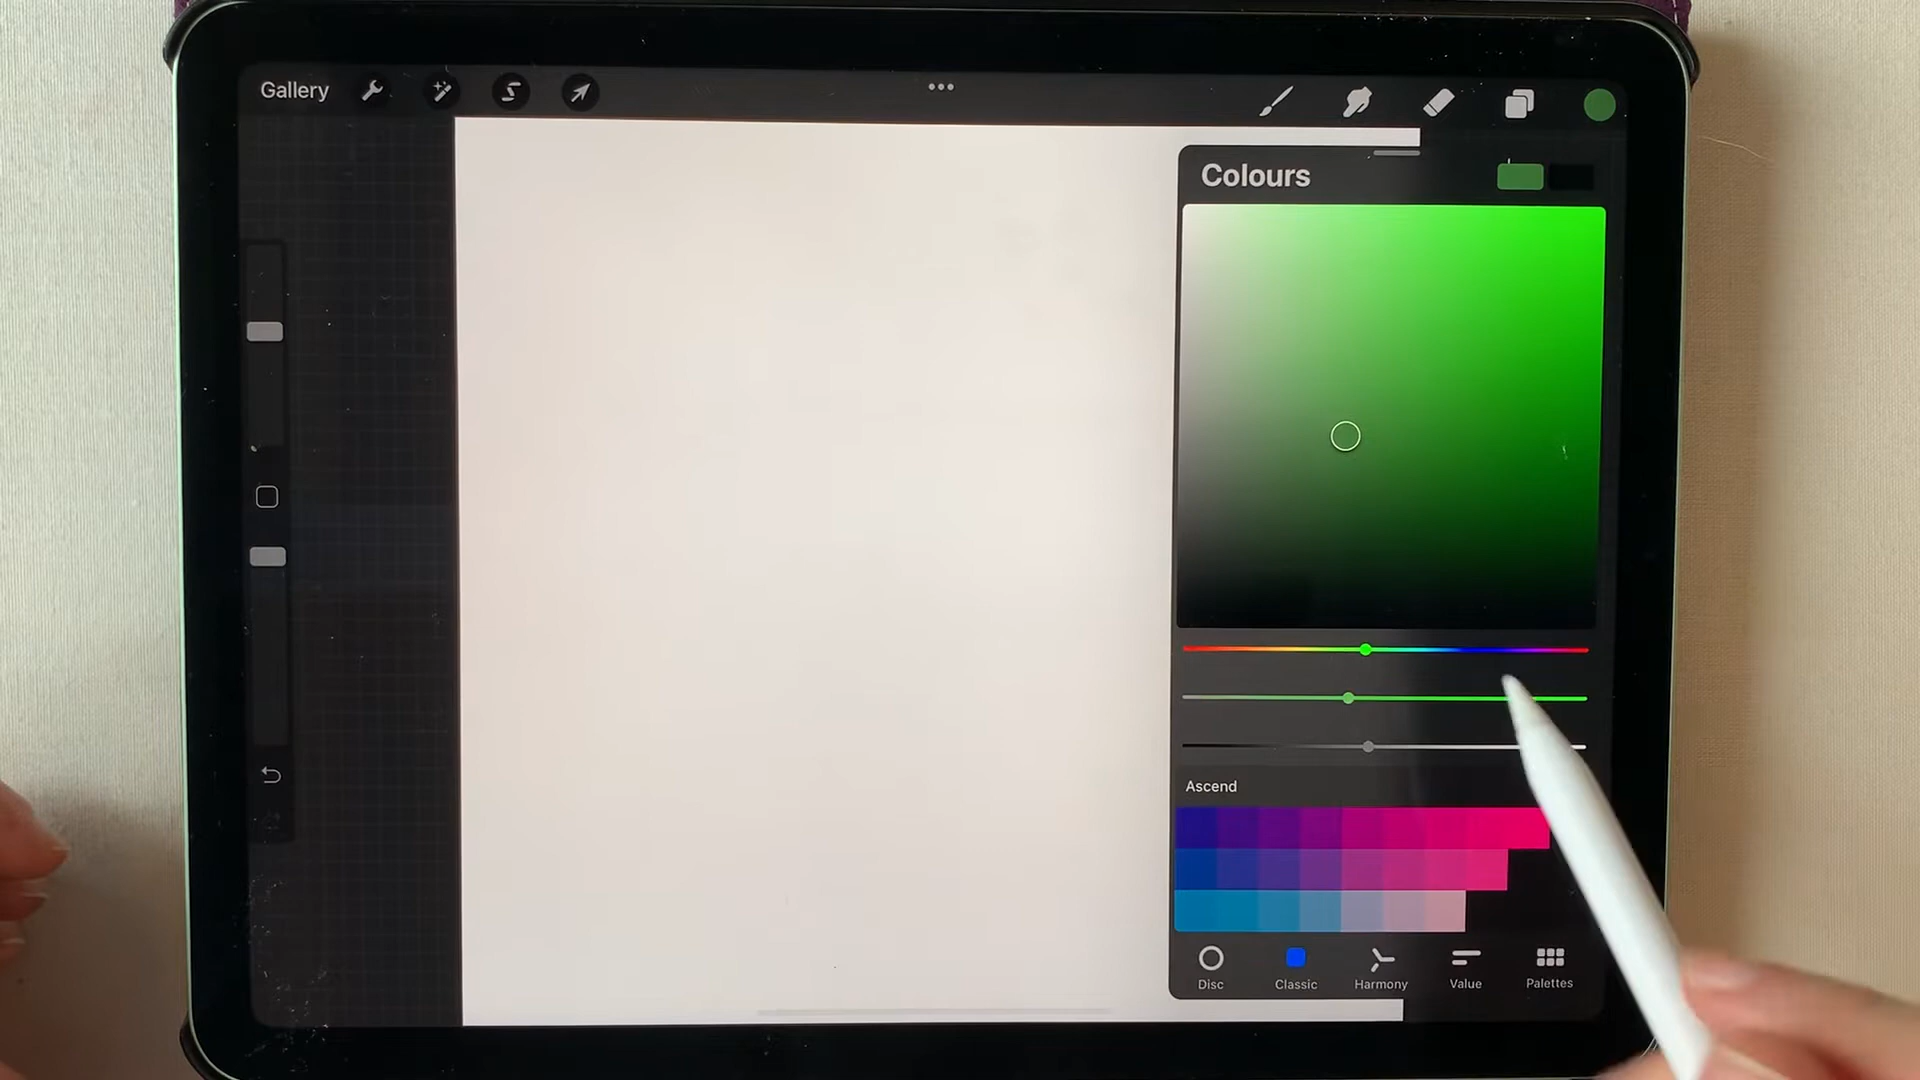 Gallery
Colours
Ascend
Disc
Classic
Harmony
Value
Palettes